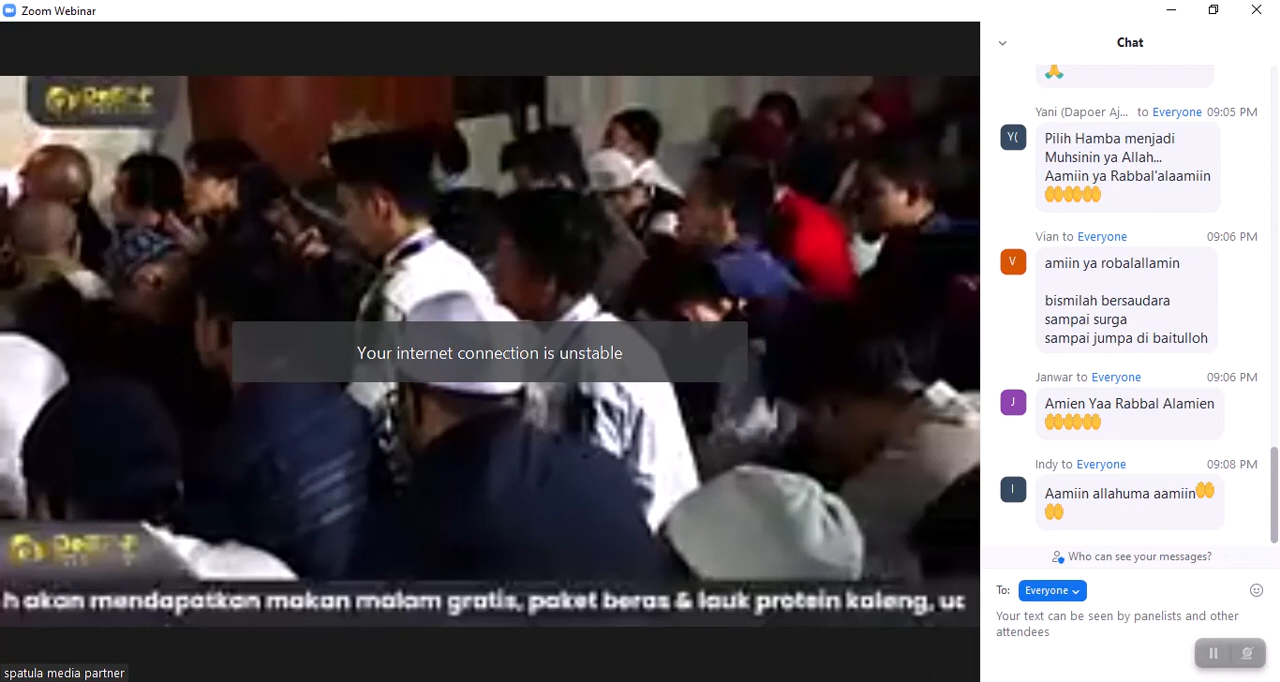 Zoom Webinar
Your internet connection is unstable
h akan mendapatkan makan malam gratis, paket beras & lauk protein kaleng,
spatula media partner
Chat
Yani (Dapoer Aj... to Everyone 09:05 PM
Y(
Pilih Hamba menjadi
Muhsinin ya Allah...
Aamiin ya Rabbal'alaamiin
Vian to Everyone 09:06 PM
V
amiin ya robalallamin
bismilah bersaudara
sampai surga
sampai jumpa di baitulloh
Janwar to Everyone 09:06 PM
J
Amien Yaa Rabbal Alamien
Indy to Everyone 09:08 PM
I
Aamiin allahuma aamiin
Who can see your messages?
To: Everyone
Your text can be seen by panelists and other
attendees